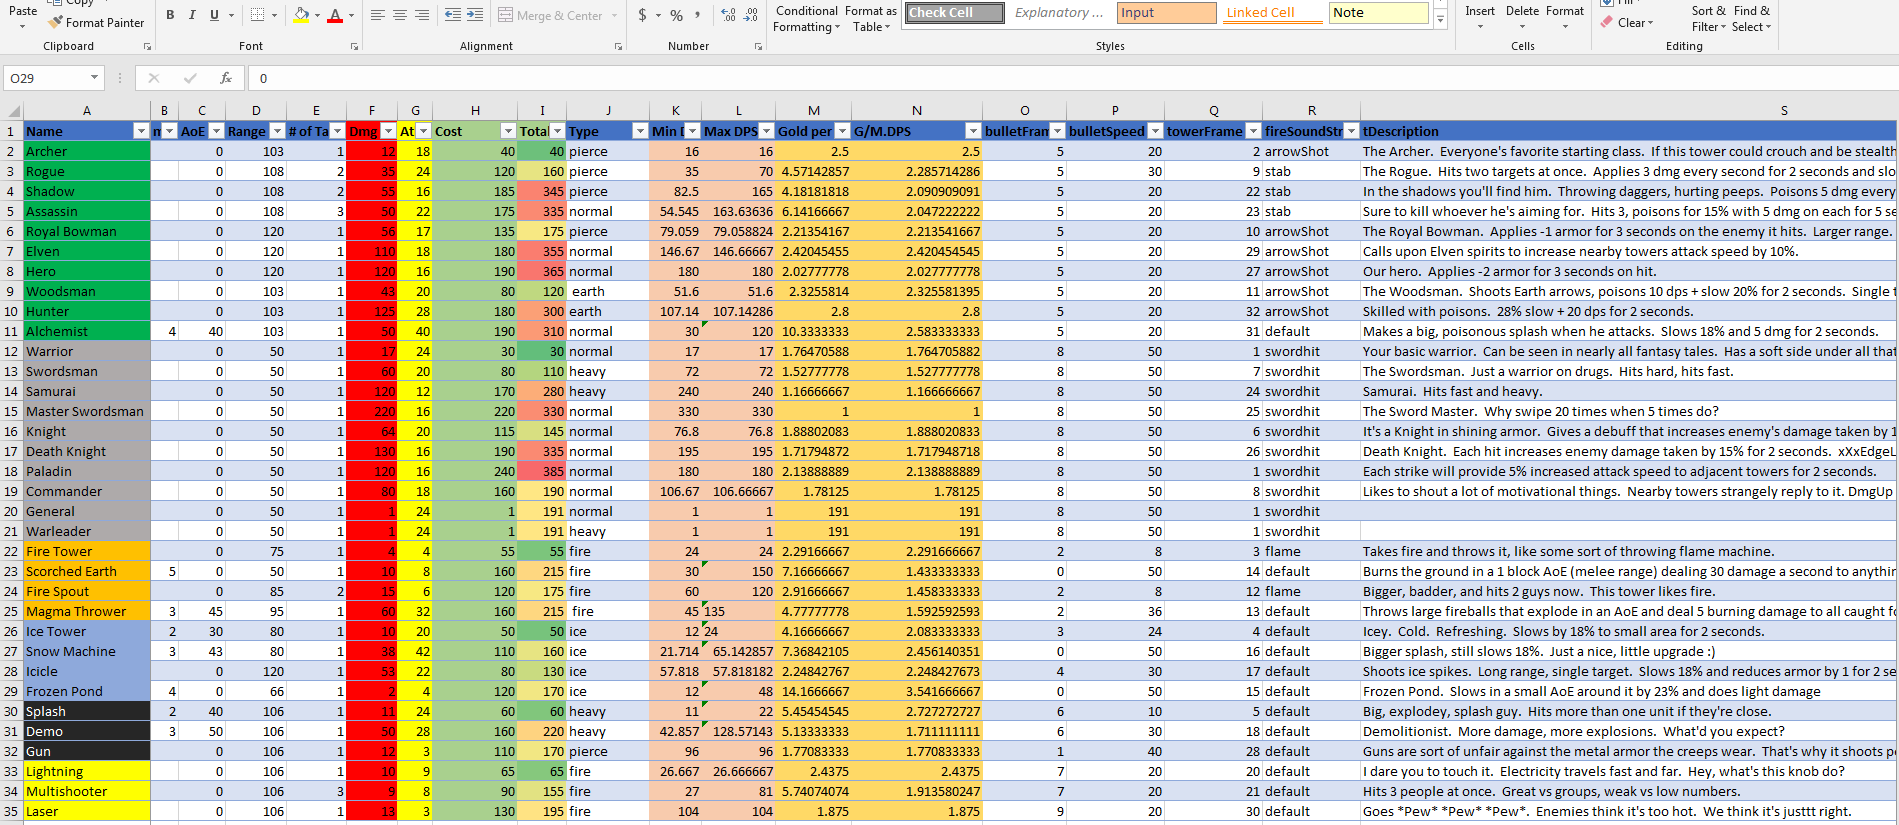 Paste Copy Format Painter B I U A $ % , Merge & Center Conditional Formatting Format as Table Check Cell Explanatory ... Input Linked Cell Note Insert Delete Format Fill Clear Sort & Filter Find & Select
Clipboard Font Alignment Number Styles Cells Editing
O29 fx 0
A B C D E F G H I J K L M N O P Q R S
1 Name AoE Range # of Ta Dmg At Cost Total Type Min Max DPS Gold per G/M.DPS bulletFran bulletSpeed towerFrame fireSoundStr tDescription
2 Archer 0 103 1 12 18 40 40 pierce 16 16 2.5 2.5 5 20 2 arrowShot The Archer. Everyone's favorite starting class. If this tower could crouch and be stealth
3 Rogue 0 108 2 35 24 120 160 pierce 35 70 4.57142857 2.285714286 5 30 9 stab The Rogue. Hits two targets at once. Applies 3 dmg every second for 2 seconds and slo
4 Shadow 0 108 2 55 16 185 345 pierce 82.5 165 4.18181818 2.090909091 5 20 22 stab In the shadows you'll find him. Throwing daggers, hurting peeps. Poisons 5 dmg every
5 Assassin 0 108 3 50 22 175 335 normal 54.545 163.63636 6.14166667 2.047222222 5 20 23 stab Sure to kill whoever he's aiming for. Hits 3, poisons for 15% with 5 dmg on each for 5 se
6 Royal Bowman 0 120 1 56 17 135 175 pierce 79.059 79.058824 2.21354167 2.213541667 5 20 10 arrowShot The Royal Bowman. Applies -1 armor for 3 seconds on the enemy it hits. Larger range.
7 Elven 0 120 1 110 18 180 355 normal 146.67 146.66667 2.42045455 2.420454545 5 20 29 arrowShot Calls upon Elven spirits to increase nearby towers attack speed by 10%.
8 Hero 0 120 1 120 16 190 365 normal 180 180 2.02777778 2.027777778 5 20 27 arrowShot Our hero. Applies -2 armor for 3 seconds on hit.
9 Woodsman 0 103 1 43 20 80 120 earth 51.6 51.6 2.3255814 2.325581395 5 20 11 arrowShot The Woodsman. Shoots Earth arrows, poisons 10 dps + slow 20% for 2 seconds. Single t
10 Hunter 0 103 1 125 28 180 300 earth 107.14 107.14286 2.8 2.8 5 20 32 arrowShot Skilled with poisons. 28% slow + 20 dps for 2 seconds.
11 Alchemist 4 40 103 1 50 40 190 310 normal 30 120 10.3333333 2.583333333 5 20 31 default Makes a big, poisonous splash when he attacks. Slows 18% and 5 dmg for 2 seconds.
12 Warrior 0 50 1 17 24 30 30 normal 17 17 1.76470588 1.764705882 8 50 1 swordhit Your basic warrior. Can be seen in nearly all fantasy tales. Has a soft side under all that
13 Swordsman 0 50 1 60 20 80 110 heavy 72 72 1.52777778 1.527777778 8 50 7 swordhit The Swordsman. Just a warrior on drugs. Hits hard, hits fast.
14 Samurai 0 50 1 120 12 170 280 heavy 240 240 1.16666667 1.166666667 8 50 24 swordhit Samurai. Hits fast and heavy.
15 Master Swordsman 0 50 1 220 16 220 330 normal 330 330 1 1 8 50 25 swordhit The Sword Master. Why swipe 20 times when 5 times do?
16 Knight 0 50 1 64 20 115 145 normal 76.8 76.8 1.88802083 1.888020833 8 50 6 swordhit It's a Knight in shining armor. Gives a debuff that increases enemy's damage taken by 1
17 Death Knight 0 50 1 130 16 190 335 normal 195 195 1.71794872 1.717948718 8 50 26 swordhit Death Knight. Each hit increases enemy damage taken by 15% for 2 seconds. xXxEdgeL
18 Paladin 0 50 1 120 16 240 385 normal 180 180 2.13888889 2.138888889 8 50 1 swordhit Each strike will provide 5% increased attack speed to adjacent towers for 2 seconds.
19 Commander 0 50 1 80 18 160 190 normal 106.67 106.66667 1.78125 1.78125 8 50 8 swordhit Likes to shout a lot of motivational things. Nearby towers strangely reply to it. DmgUp
20 General 0 50 1 1 24 1 191 normal 1 1 191 191 8 50 1 swordhit
21 Warleader 0 50 1 1 24 1 191 heavy 1 1 191 191 8 50 1 swordhit
22 Fire Tower 0 75 1 4 4 55 55 fire 24 24 2.29166667 2.291666667 2 8 3 flame Takes fire and throws it, like some sort of throwing flame machine.
23 Scorched Earth 5 0 50 1 30 8 160 215 fire 30 150 7.16666667 1.433333333 0 50 14 default Burns the ground in a 1 block AoE (melee range) dealing 30 damage a second to anythin
24 Fire Spout 0 85 2 15 6 120 175 fire 60 120 2.91666667 1.458333333 2 8 12 flame Bigger, badder, and hits 2 guys now. This tower likes fire.
25 Magma Thrower 3 45 95 1 60 32 160 215 fire 45 135 4.77777778 1.592592593 2 36 13 default Throws large fireballs that explode in an AoE and deal 5 burning damage to all caught fo
26 Ice Tower 2 30 80 1 10 20 50 50 ice 12 24 4.16666667 2.083333333 3 24 4 default Icey. Cold. Refreshing. Slows by 18% to small area for 2 seconds.
27 Snow Machine 3 43 80 1 38 42 110 160 ice 21.714 65.142857 7.36842105 2.456140351 0 50 16 default Bigger splash, still slows 18%. Just a nice, little upgrade :)
28 Icicle 0 120 1 53 22 80 130 ice 57.818 57.818182 2.24842767 2.248427673 4 30 17 default Shoots ice spikes. Long range, single target. Slows 18% and reduces armor by 1 for 2 se
29 Frozen Pond 4 0 66 1 2 4 120 170 ice 12 48 14.1666667 3.541666667 0 50 15 default Frozen Pond. Slows in a small AoE around it by 23% and does light damage
30 Splash 2 40 106 1 11 24 60 60 heavy 11 22 5.45454545 2.727272727 6 10 5 default Big, explodey, splash guy. Hits more than one unit if they're close.
31 Demo 3 50 106 1 50 28 160 220 heavy 42.857 128.57143 5.13333333 1.711111111 6 30 18 default Demolitionist. More damage, more explosions. What'd you expect?
32 Gun 0 106 1 12 3 110 170 pierce 96 96 1.77083333 1.770833333 1 40 28 default Guns are sort of unfair against the metal armor the creeps wear. That's why it shoots p
33 Lightning 0 106 1 10 9 65 65 fire 26.667 26.666667 2.4375 2.4375 7 20 20 default I dare you to touch it. Electricity travels fast and far. Hey, what's this knob do?
34 Multishooter 0 106 3 9 8 90 155 fire 27 81 5.74074074 1.913580247 7 20 21 default Hits 3 people at once. Great vs groups, weak vs low numbers.
35 Laser 0 106 1 13 3 130 195 fire 104 104 1.875 1.875 9 20 30 default Goes *Pew* *Pew* *Pew*. Enemies think it's too hot. We think it's justtt right.